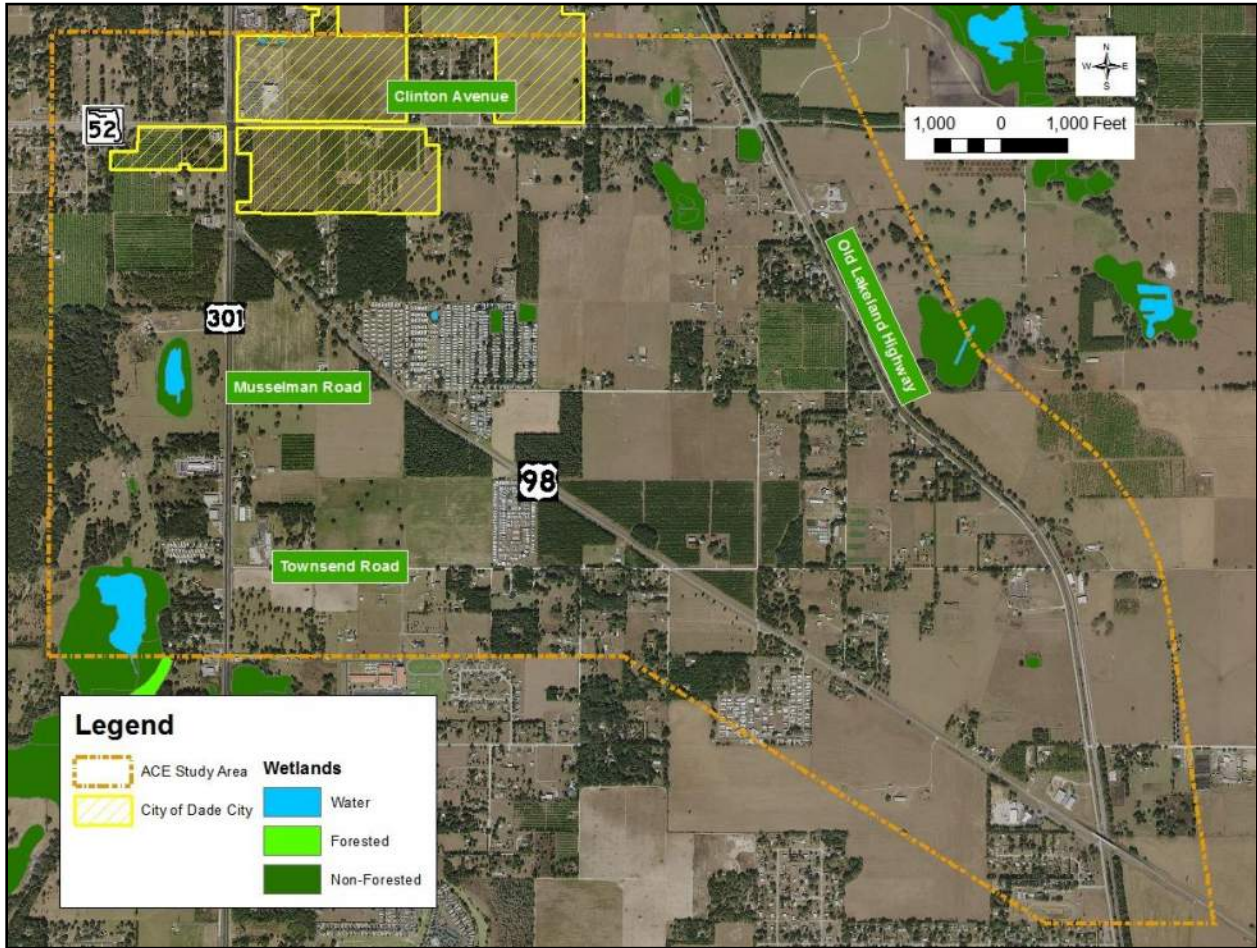 N
W E
S
Clinton Avenue
52
1,000 0 1,000 Feet
Old Lakeland Highway
301
Musselman Road
98
Townsend Road
Legend
ACE Study Area
City of Dade City
Wetlands
Water
Forested
Non-Forested